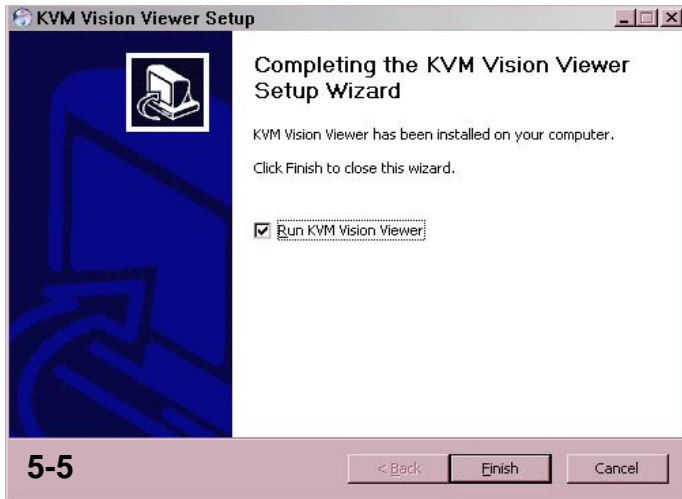 KVM Vision Viewer Setup
Completing the KVM Vision Viewer
Setup Wizard
KVM Vision Viewer has been installed on your computer.
Click Finish to close this wizard.
Run KVM Vision Viewer
5-5
< Back
Finish
Cancel